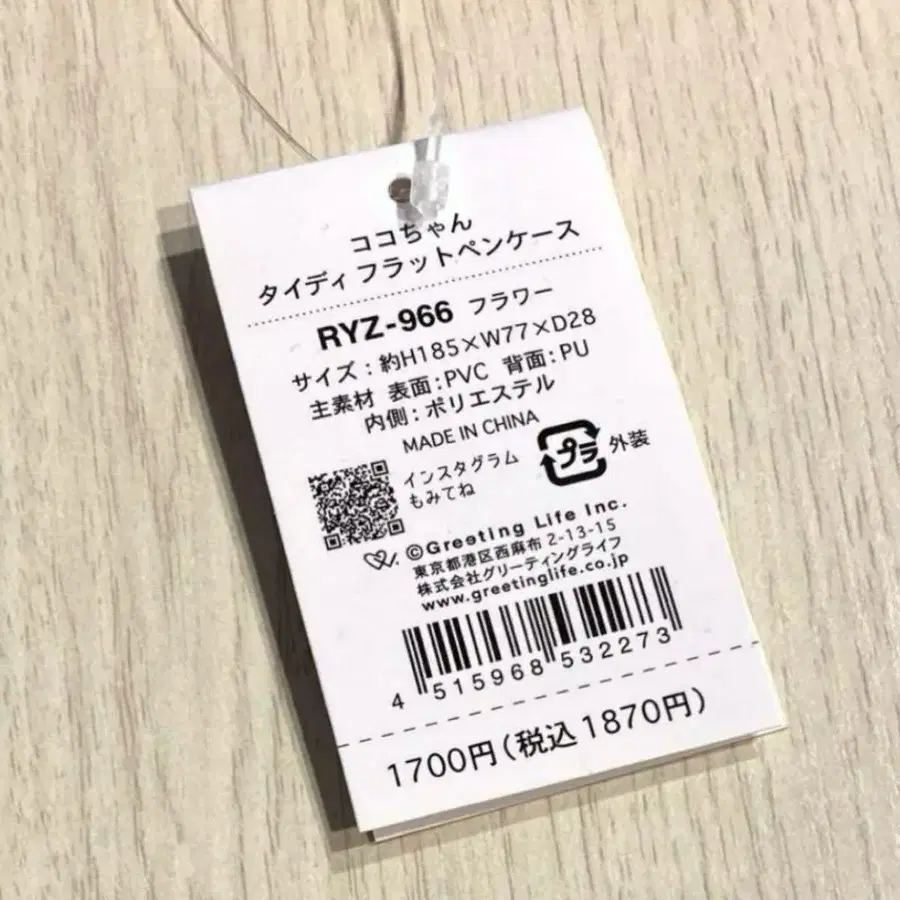 ココちゃん
タイディ フラットペンケース
RYZ-966 フラワー
サイズ：約H185×W77×D28
主素材 表面:PVC 背面:PU
内側：ポリエステル
MADE IN CHINA
インスタグラム
もみてね
プラ 外装
©Greeting Life Inc.
東京都港区西麻布 2-13-15
株式会社グリーティングライフ
www.greetinglife.co.jp
4 515968 532273
1700円(税込1870円)